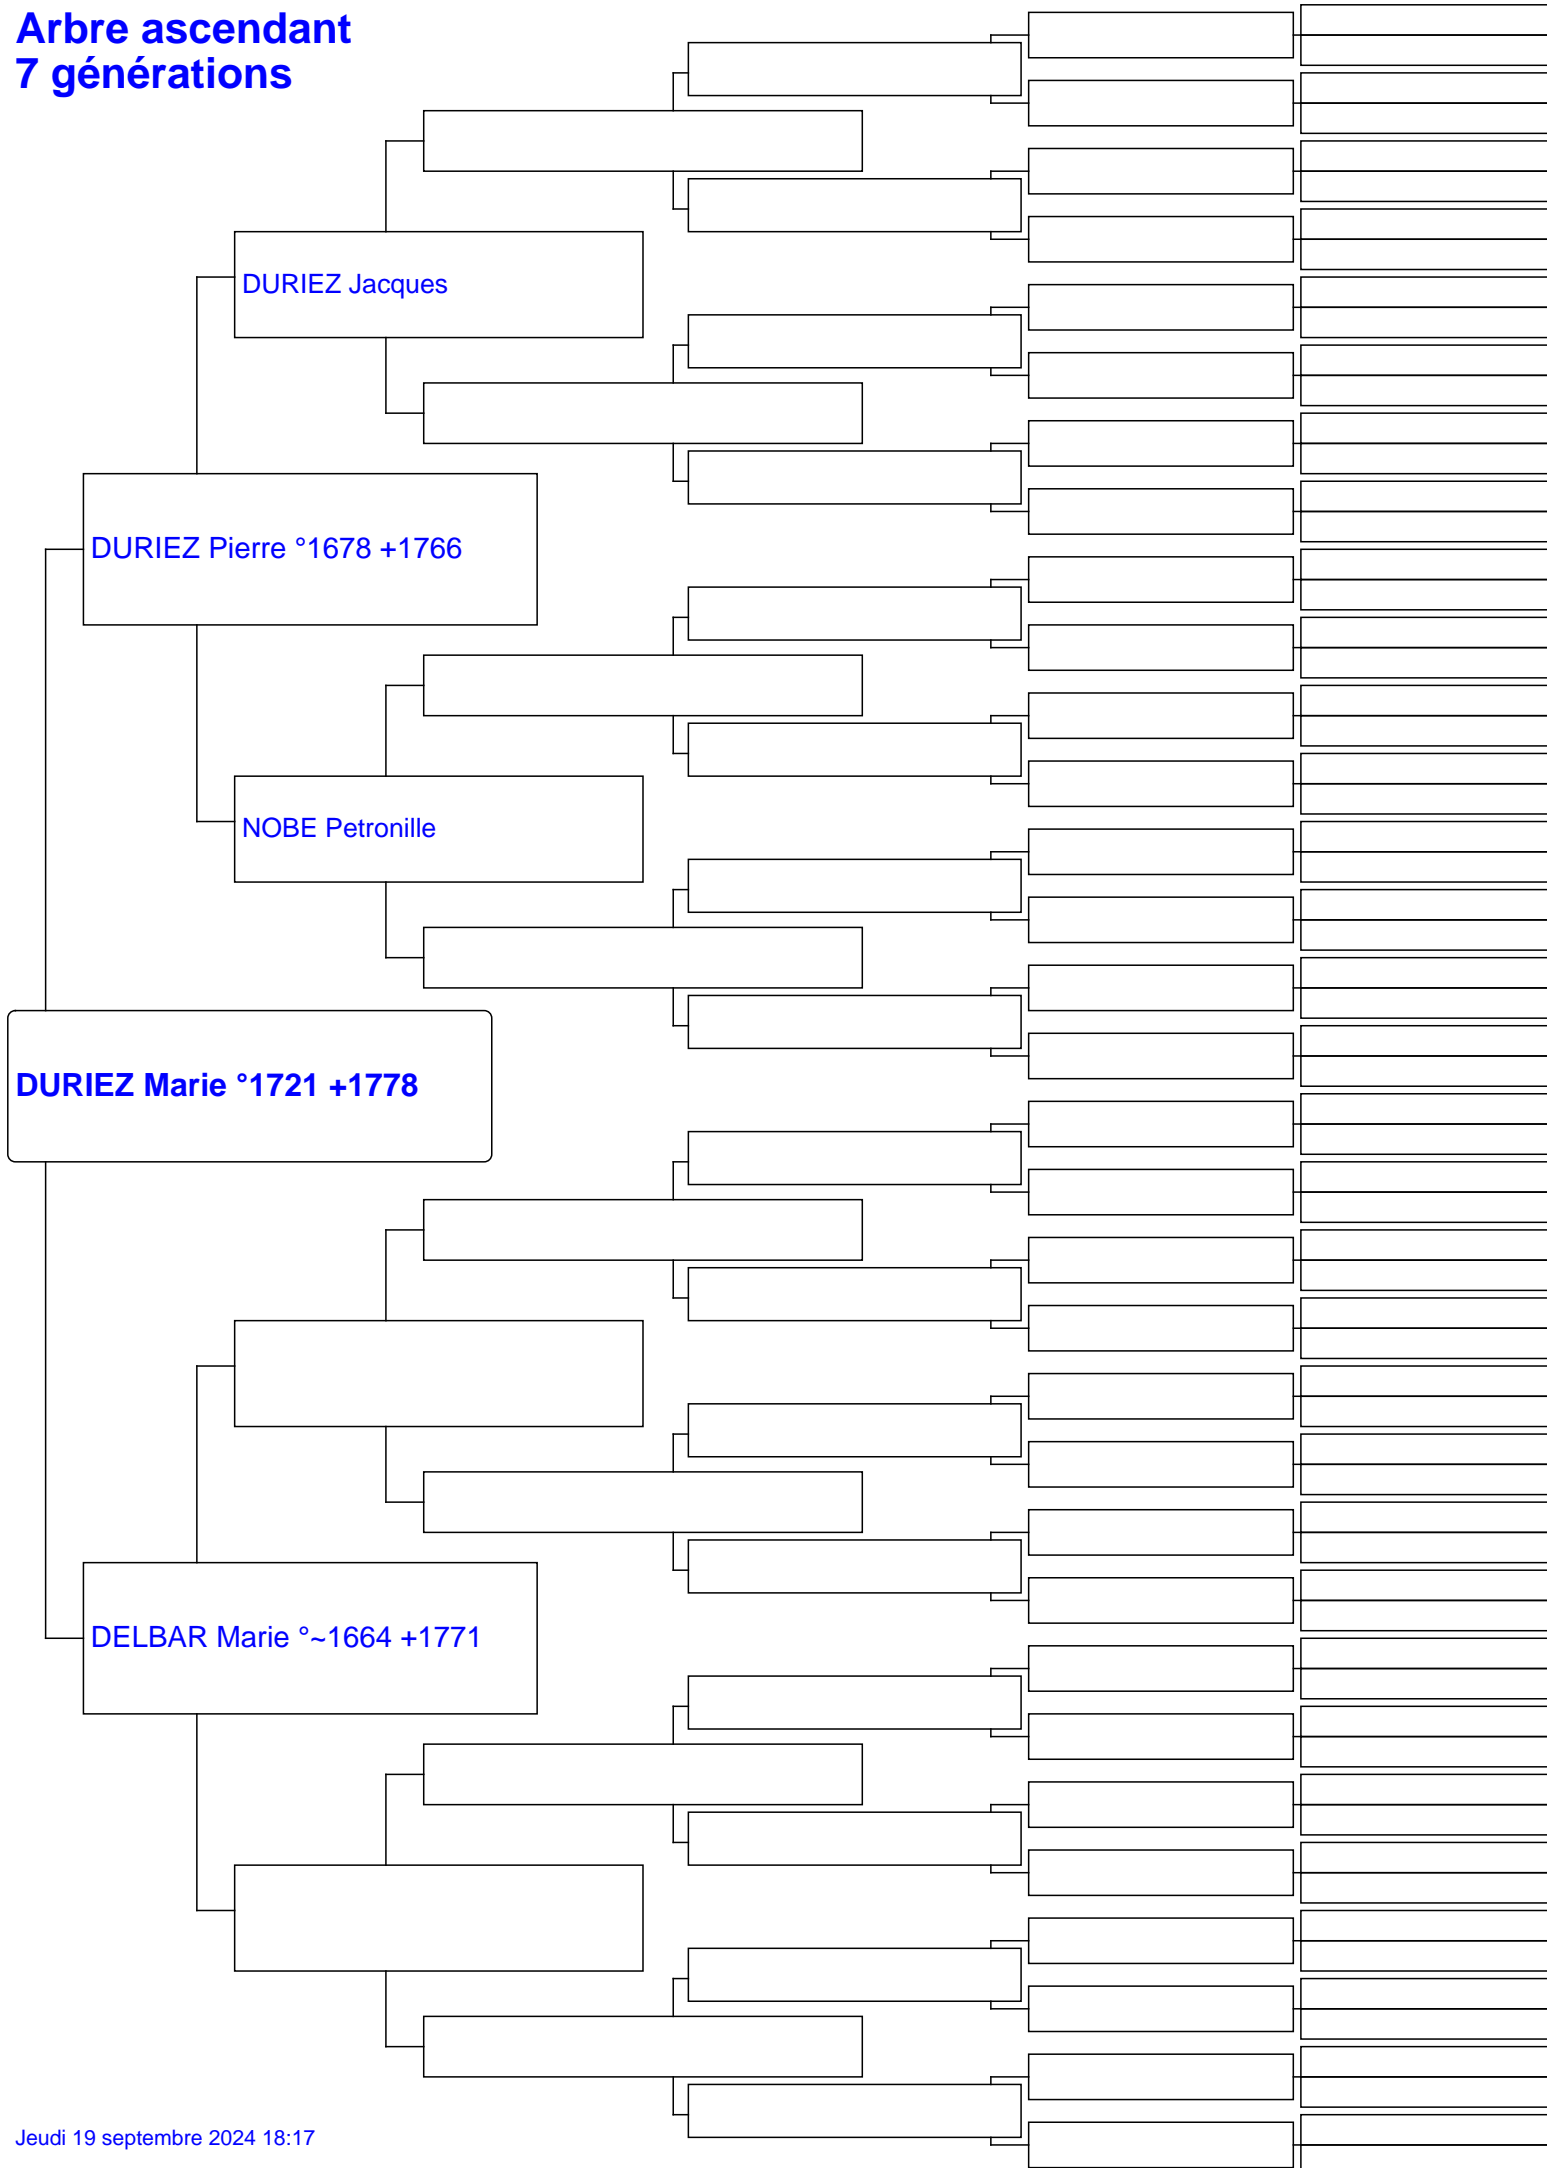 Arbre ascendant
7 générations
DURIEZ Jacques
DURIEZ Pierre °1678 +1766
NOBE Petronille
DURIEZ Marie °1721 +1778
DELBAR Marie °~1664 +1771
Jeudi 19 septembre 2024 18:17